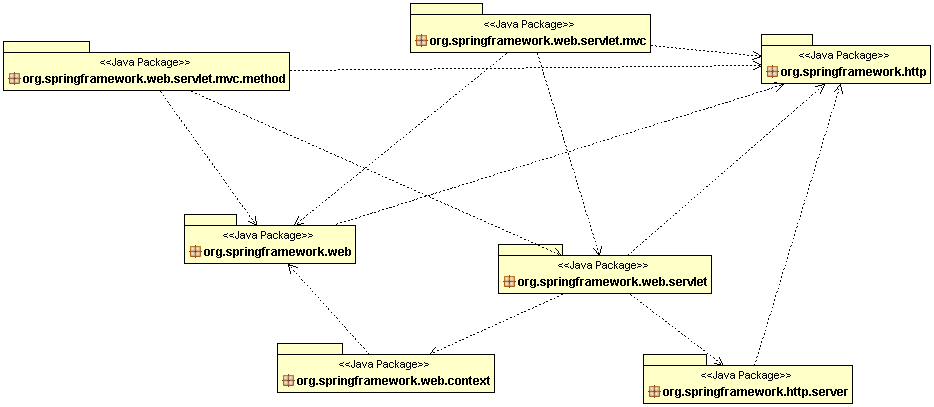 <<Java Package>>
org.springframework.web.servlet.mvc
<<Java Package>>
org.springframework.web.servlet.mvc.method
<<Java Package>>
org.springframework.http
<<Java Package>>
org.springframework.web
<<Java Package>>
org.springframework.web.servlet
<<Java Package>>
org.springframework.web.context
<<Java Package>>
org.springframework.http.server